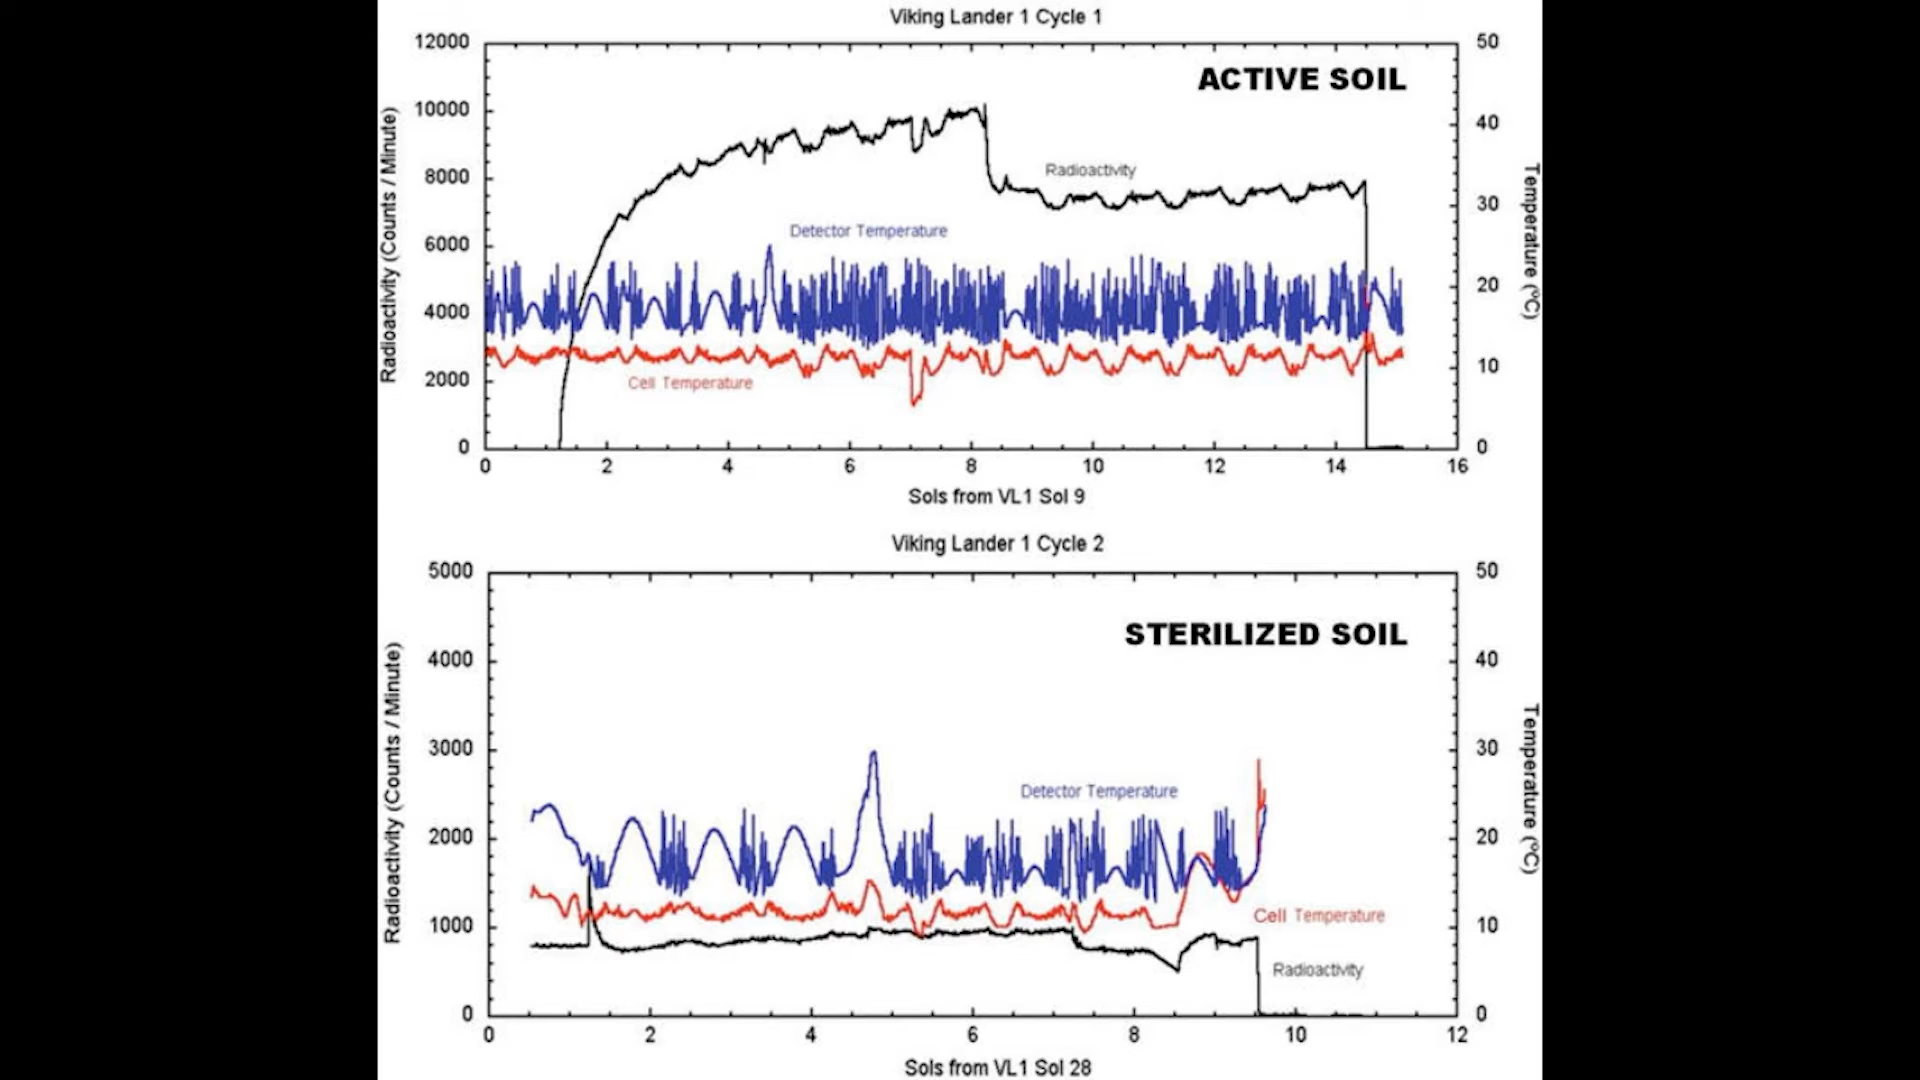 Viking Lander 1 Cycle 1
12000
10000
8000
6000
4000
2000
0
Radioactivity (Counts / Minute)
ACTIVE SOIL
Radioactivity
Detector Temperature
Cell Temperature
50
40
30
20
10
0
Temperature (°C)
0 2 4 6 8 10 12 14 16
Sols from VL1 Sol 9
Viking Lander 1 Cycle 2
5000
4000
3000
2000
1000
0
Radioactivity (Counts / Minute)
STERILIZED SOIL
Detector Temperature
Cell Temperature
Radioactivity
50
40
30
20
10
0
Temperature (°C)
0 2 4 6 8 10 12
Sols from VL1 Sol 28